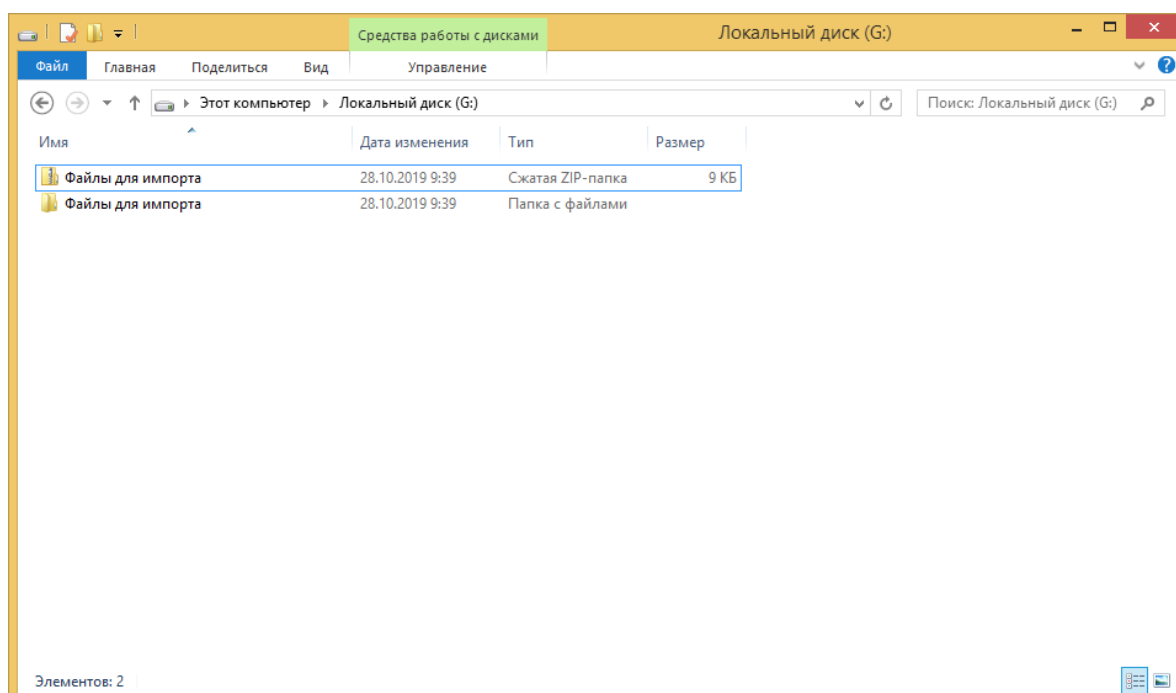 Средства работы с дисками Локальный диск (G:)
Файл Главная Поделиться Вид Управление
Этот компьютер Локальный диск (G:) Поиск: Локальный диск (G:)
Имя Дата изменения Тип Размер
Файлы для импорта 28.10.2019 9:39 Сжатая ZIP-папка 9 КБ
Файлы для импорта 28.10.2019 9:39 Папка с файлами
Элементов: 2